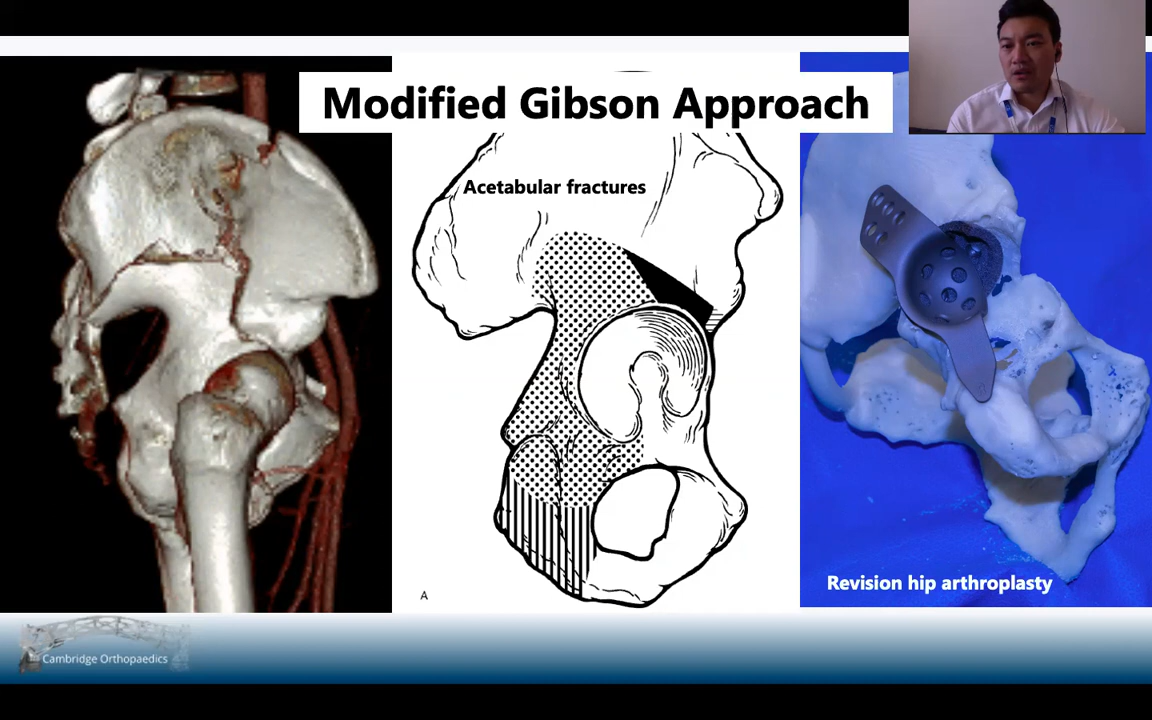 Modified Gibson Approach
Acetabular fractures
A
Revision hip arthroplasty
Cambridge Orthopaedics